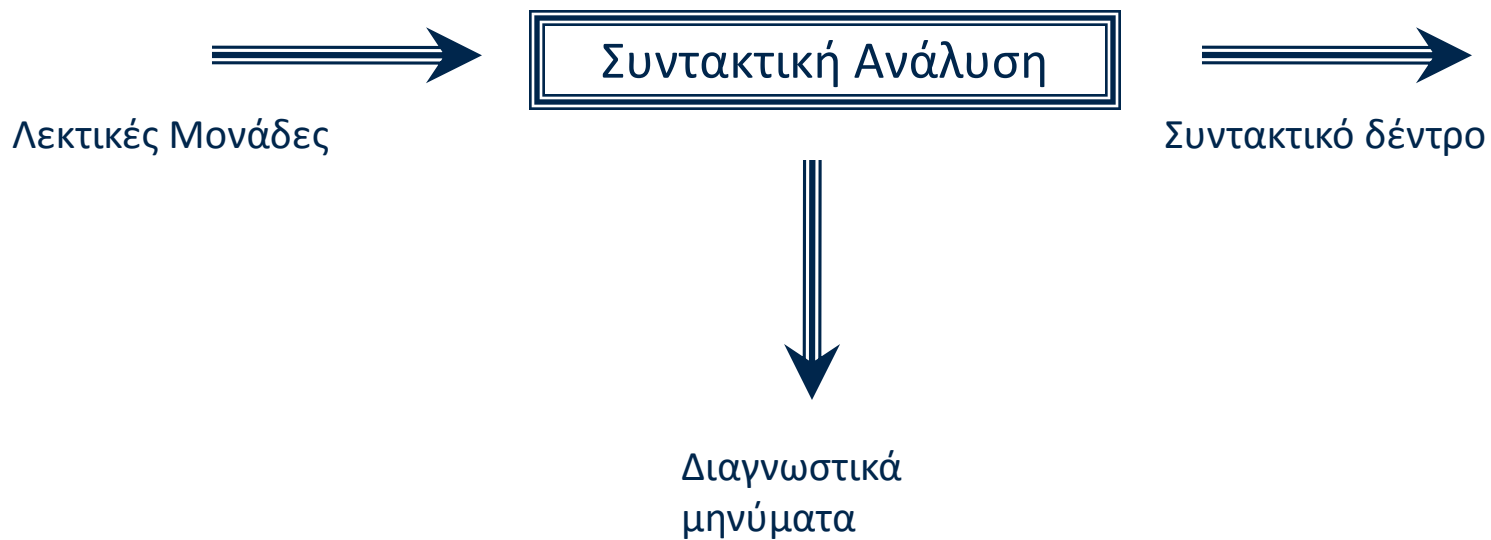 Συντακτική Ανάλυση
Λεκτικές Μονάδες
Συντακτικό δέντρο
Διαγνωστικά
μηνύματα